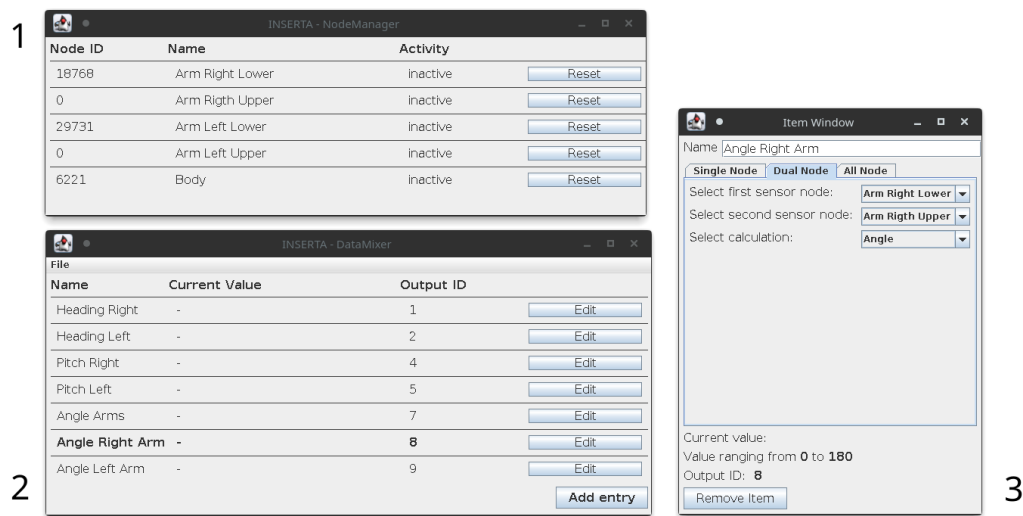 1
INSERTA - NodeManager
Node ID Name Activity
18768 Arm Right Lower inactive Reset
0 Arm Rigth Upper inactive Reset
29731 Arm Left Lower inactive Reset
0 Arm Left Upper inactive Reset
6221 Body inactive Reset
2
INSERTA - DataMixer
File
Name Current Value Output ID
Heading Right - 1 Edit
Heading Left - 2 Edit
Pitch Right - 4 Edit
Pitch Left - 5 Edit
Angle Arms - 7 Edit
Angle Right Arm - 8 Edit
Angle Left Arm - 9 Edit
Add entry
3
Item Window
Name Angle Right Arm
Single Node Dual Node All Node
Select first sensor node: Arm Right Lower
Select second sensor node: Arm Rigth Upper
Select calculation: Angle
Current value:
Value ranging from 0 to 180
Output ID: 8
Remove Item